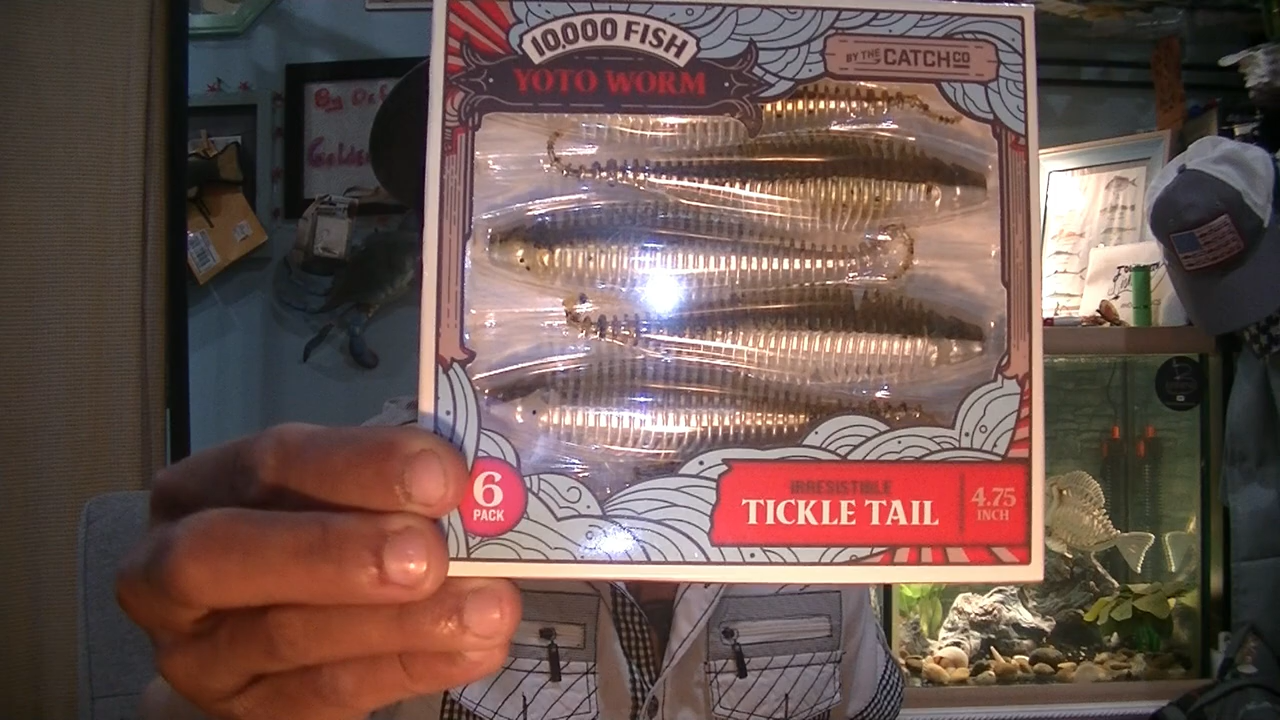 10,000 FISH
YOTO WORM
BY THE CATCH CO
6
PACK
IRRESISTIBLE
TICKLE TAIL
4.75
INCH